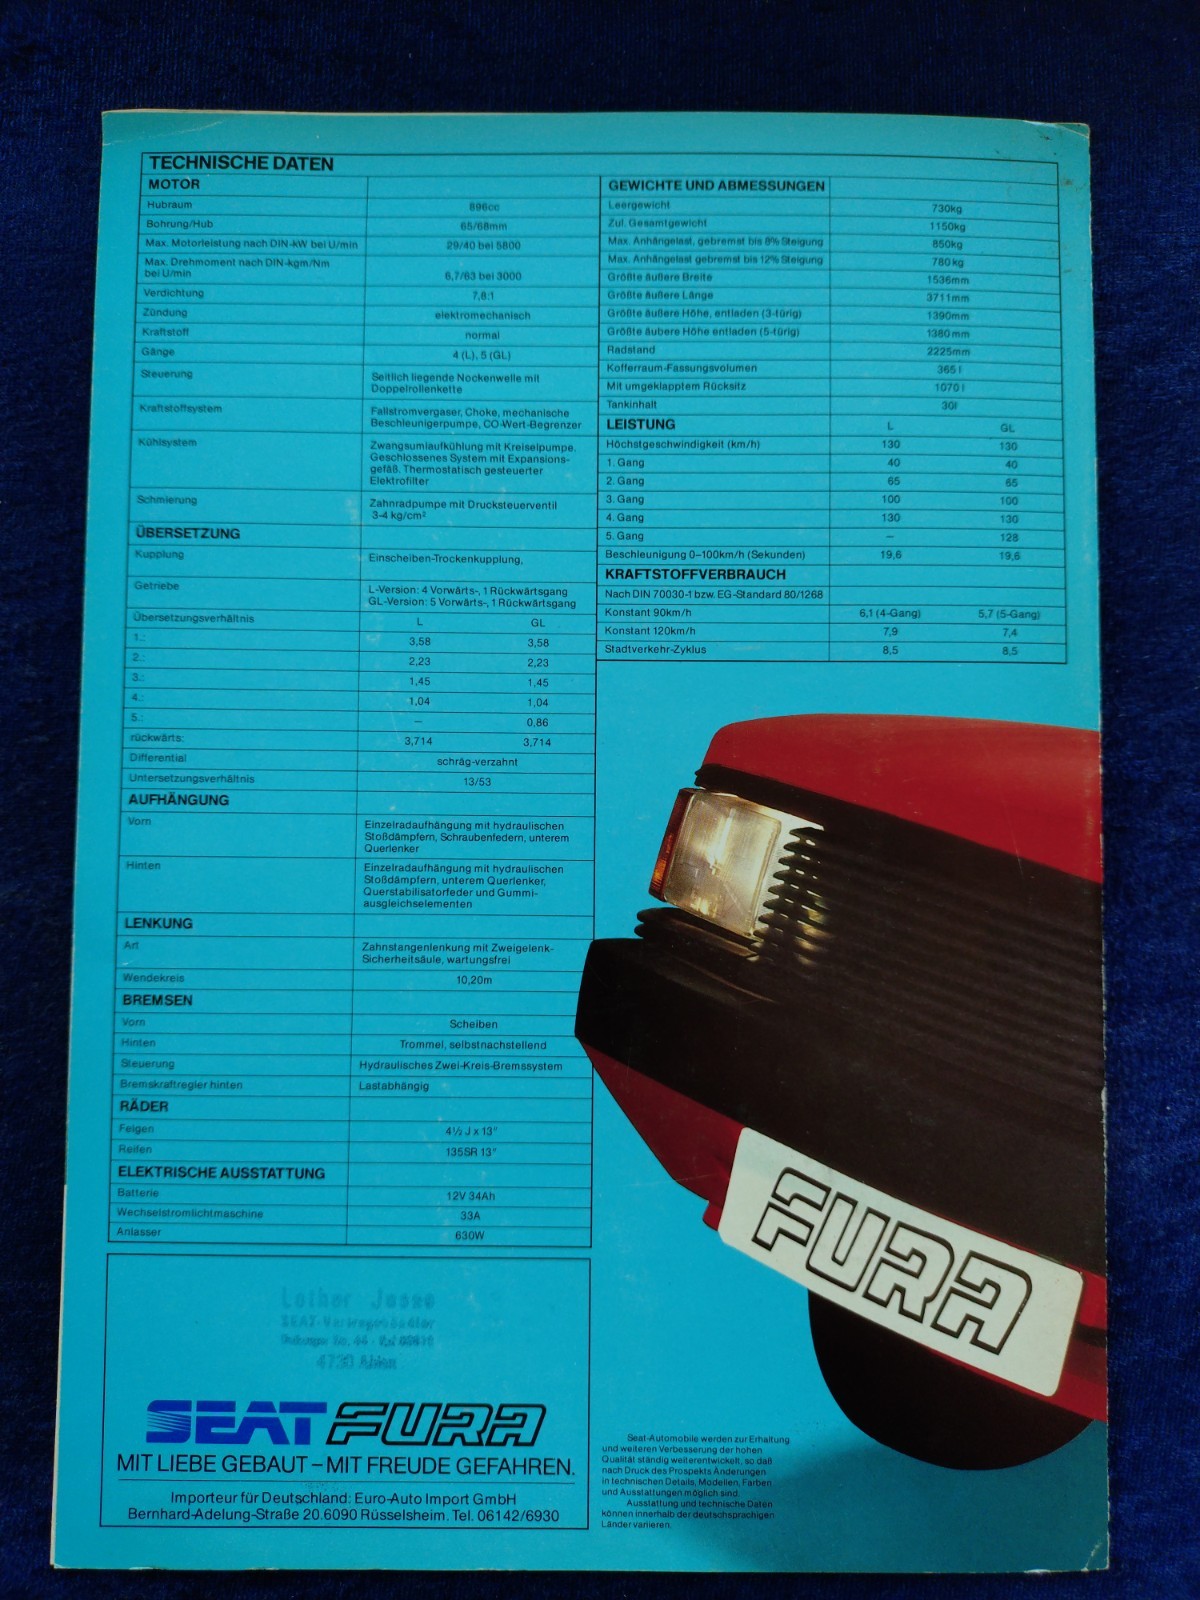 TECHNISCHE DATEN
MOTOR
Hubraum 896cc
Bohrung/Hub 65/68mm
Max. Motorleistung nach DIN-kW bei U/min 29/40 bei 5800
Max. Drehmoment nach DIN-kgm/Nm
bei U/min 6,7/63 bei 3000
Verdichtung 7,8:1
Zündung elektromechanisch
Kraftstoff normal
Gänge 4 (L), 5 (GL)
Steuerung Seitlich liegende Nockenwelle mit
Doppelrollenkette
Kraftstoffsystem Fallstromvergaser, Choke, mechanische
Beschleunigerpumpe, CO-Wert-Begrenzer
Kühlsystem Zwangsumlaufkühlung mit Kreiselpumpe.
Geschlossenes System mit Expansions-
gefäß. Thermostatisch gesteuerter
Elektrofilter
Schmierung Zahnradpumpe mit Drucksteuerventil
3-4 kg/cm²
ÜBERSETZUNG
Kupplung Einscheiben-Trockenkupplung,
Getriebe L-Version: 4 Vorwärts-, 1 Rückwärtsgang
GL-Version: 5 Vorwärts-, 1 Rückwärtsgang
Übersetzungsverhältnis L GL
1.: 3,58 3,58
2.: 2,23 2,23
3.: 1,45 1,45
4.: 1,04 1,04
5.: – 0,86
rückwärts: 3,714 3,714
Differential schräg-verzahnt
Untersetzungsverhältnis 13/53
AUFHÄNGUNG
Vorn Einzelradaufhängung mit hydraulischen
Stoßdämpfern, Schraubenfedern, unterem
Querlenker
Hinten Einzelradaufhängung mit hydraulischen
Stoßdämpfern, unterem Querlenker,
Querstabilisatorfeder und Gummi-
ausgleichselementen
LENKUNG
Art Zahnstangenlenkung mit Zweigelenk-
Sicherheitsäule, wartungsfrei
Wendekreis 10,20m
BREMSEN
Vorn Scheiben
Hinten Trommel, selbstnachstellend
Steuerung Hydraulisches Zwei-Kreis-Bremssystem
Bremskraftregler hinten Lastabhängig
RÄDER
Felgen 4½ J x 13"
Reifen 135SR 13"
ELEKTRISCHE AUSSTATTUNG
Batterie 12V 34Ah
Wechselstromlichtmaschine 33A
Anlasser 630W
GEWICHTE UND ABMESSUNGEN
Leergewicht 730kg
Zul. Gesamtgewicht 1150kg
Max. Anhängelast, gebremst bis 8% Steigung 850kg
Max. Anhängelast gebremst bis 12% Steigung 780 kg
Größte äußere Breite 1536mm
Größte äußere Länge 3711mm
Größte äußere Höhe, entladen (3-türig) 1390mm
Größte äubere Höhe entladen (5-türig) 1380mm
Radstand 2225mm
Kofferraum-Fassungsvolumen 365 l
Mit umgeklapptem Rücksitz 1070 l
Tankinhalt 30l
LEISTUNG L GL
Höchstgeschwindigkeit (km/h) 130 130
1. Gang 40 40
2. Gang 65 65
3. Gang 100 100
4. Gang 130 130
5. Gang – 128
Beschleunigung 0–100km/h (Sekunden) 19,6 19,6
KRAFTSTOFFVERBRAUCH
Nach DIN 70030-1 bzw. EG-Standard 80/1268
Konstant 90km/h 6,1 (4-Gang) 5,7 (5-Gang)
Konstant 120km/h 7,9 7,4
Stadtverkehr-Zyklus 8,5 8,5
FURA
4730 Ahlen
SEAT FURA
MIT LIEBE GEBAUT – MIT FREUDE GEFAHREN.
Importeur für Deutschland: Euro-Auto Import GmbH
Bernhard-Adelung-Straße 20.6090 Rüsselsheim. Tel. 06142/6930
Seat-Automobile werden zur Erhaltung
und weiteren Verbesserung der hohen
Qualität ständig weiterentwickelt, so daß
nach Druck des Prospekts Änderungen
in technischen Details, Modellen, Farben
und Ausstattungen möglich sind.
Ausstattung und technische Daten
können innerhalb der deutschsprachigen
Länder variieren.